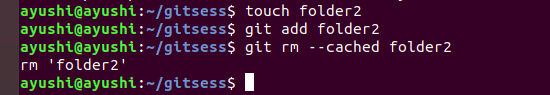 ayushi@ayushi:~/gitsess$ touch folder2
ayushi@ayushi:~/gitsess$ git add folder2
ayushi@ayushi:~/gitsess$ git rm --cached folder2
rm 'folder2'
ayushi@ayushi:~/gitsess$